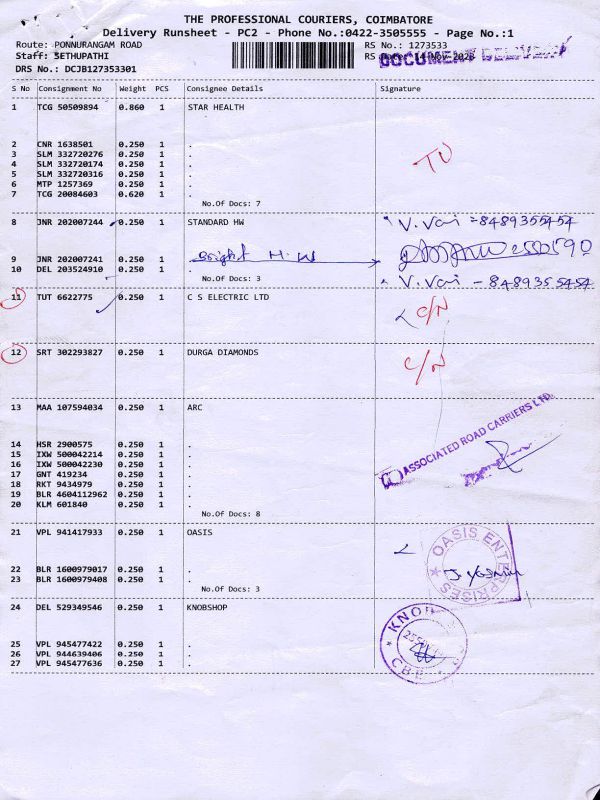 THE PROFESSIONAL COURIERS, COIMBATORE
Delivery Runsheet - PC2 - Phone No.:0422-3505555 - Page No.:1
Route: PONNURANGAM ROAD RS No.: 1273533
Staff: SETHUPATHI RS Date: 14-Nov-2023 DOCUMENT DELIVERY
DRS No.: DCJB127353301
S No Consignment No Weight PCS Consignee Details Signature
1 TCG 50509894 0.860 1 STAR HEALTH
2 CNR 1638501 0.250 1 .
3 SLM 332720276 0.250 1 .
4 SLM 332720174 0.250 1 .
5 SLM 332720316 0.250 1 .
6 MTP 1257369 0.250 1 .
7 TCG 20084603 0.620 1 .
No.Of Docs: 7
8 JNR 202007244 0.250 1 STANDARD HW V. Vai - 8489355454
9 JNR 202007241 0.250 1 . Bright H.W
10 DEL 203524910 0.250 1 .
No.Of Docs: 3 V. Vai - 8489355454
11 TUT 6622775 0.250 1 C S ELECTRIC LTD C/N
12 SRT 302293827 0.250 1 DURGA DIAMONDS C/N
13 MAA 107594034 0.250 1 ARC
ASSOCIATED ROAD CARRIERS LTD.
14 HSR 2900575 0.250 1 .
15 IXW 500042214 0.250 1 .
16 IXW 500042230 0.250 1 .
17 GNT 419234 0.250 1 .
18 RKT 9434979 0.250 1 .
19 BLR 4604112962 0.250 1 .
20 KLM 601840 0.250 1 .
No.Of Docs: 8
21 VPL 941417933 0.250 1 OASIS
OASIS ENTERPRISES
22 BLR 1600979017 0.250 1 .
23 BLR 1600979408 0.250 1 .
No.Of Docs: 3
24 DEL 529349546 0.250 1 KNOBSHOP
25 VPL 945477422 0.250 1 .
26 VPL 944639406 0.250 1 .
27 VPL 945477636 0.250 1 .